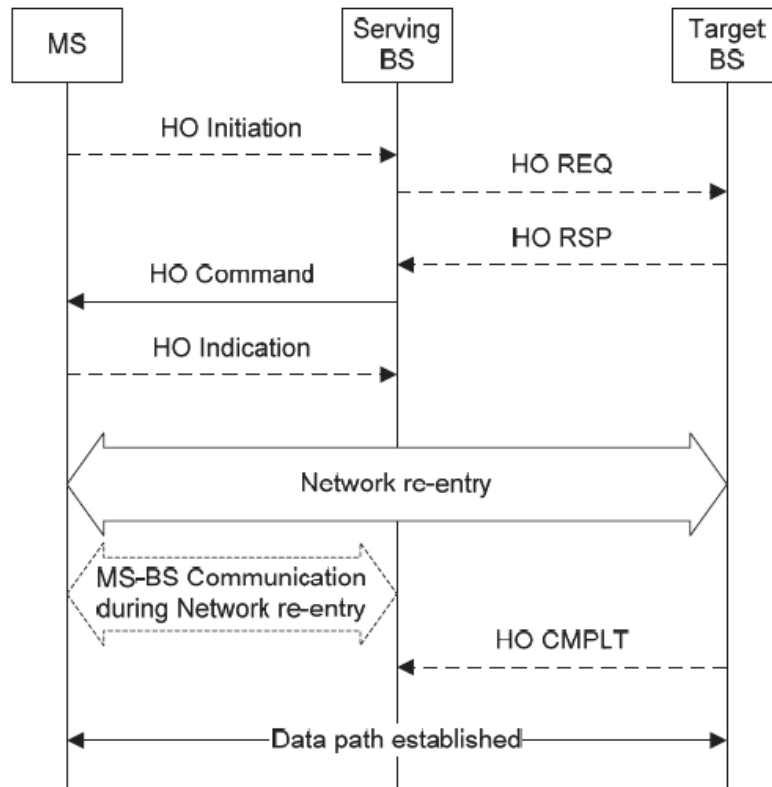 MS
Serving
BS
Target
BS
HO Initiation
HO REQ
HO RSP
HO Command
HO Indication
Network re-entry
MS-BS Communication
during Network re-entry
HO CMPLT
Data path established